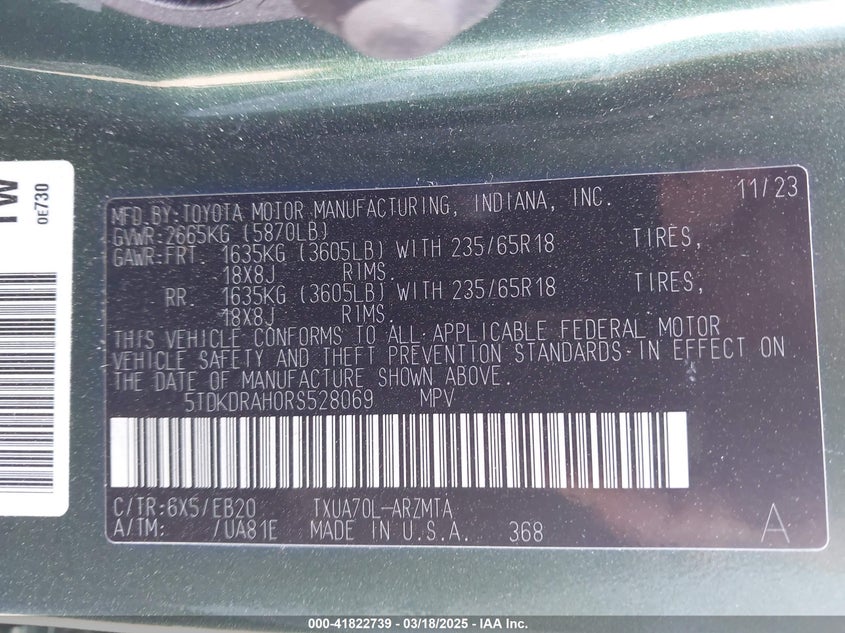 11/23
MFD BY:TOYOTA MOTOR MANUFACTURING, INDIANA, INC.
GVWR:2665KG (5870LB)
GAWR:FRT. 1635KG (3605LB) WITH 235/65R18 TIRES,
18X8J RIMS.
RR. 1635KG (3605LB) WITH 235/65R18 TIRES,
18X8J RIMS.
THIS VEHICLE CONFORMS TO ALL APPLICABLE FEDERAL MOTOR
VEHICLE SAFETY AND THEFT PREVENTION STANDARDS IN EFFECT ON
THE DATE OF MANUFACTURE SHOWN ABOVE.
5TDKDRAH0RS528069 MPV
C/TR:6X5/EB20 TXUA70L-ARZMTA
A/TM: /UA81E MADE IN U.S.A. 368 A
0E730
000-41822739 - 03/18/2025 - IAA Inc.